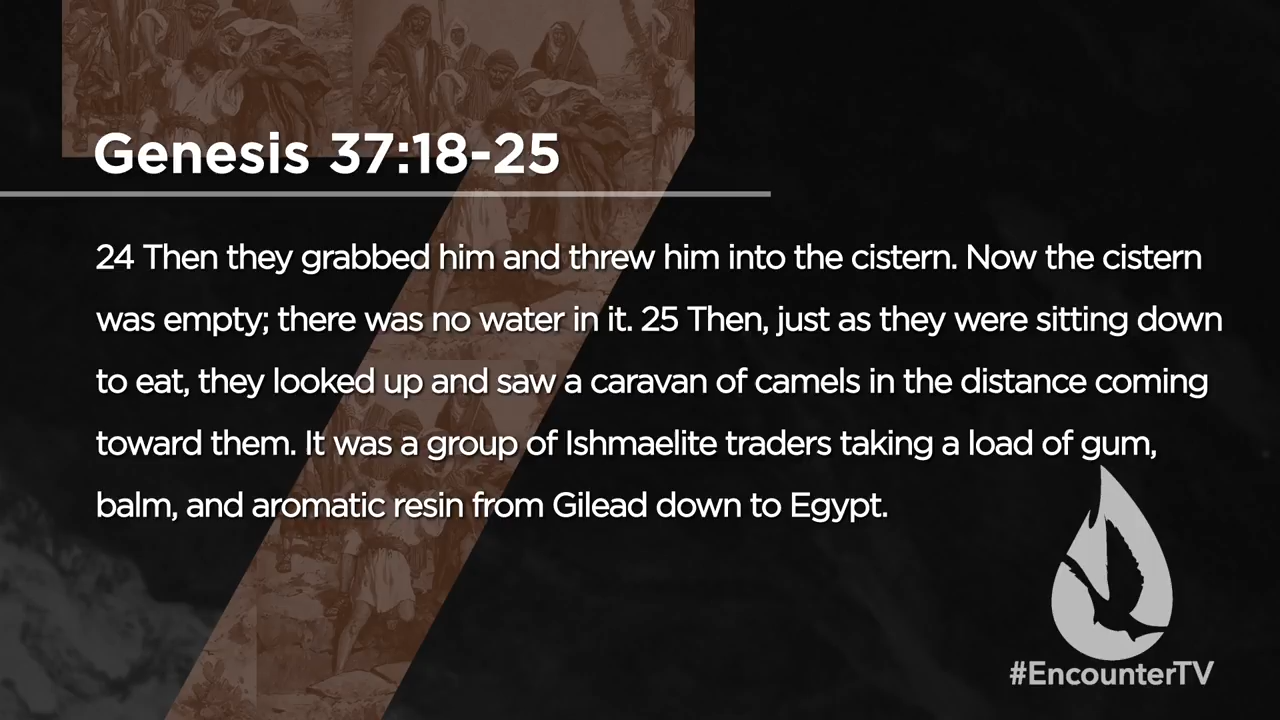 Genesis 37:18-25
24 Then they grabbed him and threw him into the cistern. Now the cistern
was empty; there was no water in it. 25 Then, just as they were sitting down
to eat, they looked up and saw a caravan of camels in the distance coming
toward them. It was a group of Ishmaelite traders taking a load of gum,
balm, and aromatic resin from Gilead down to Egypt.
#EncounterTV